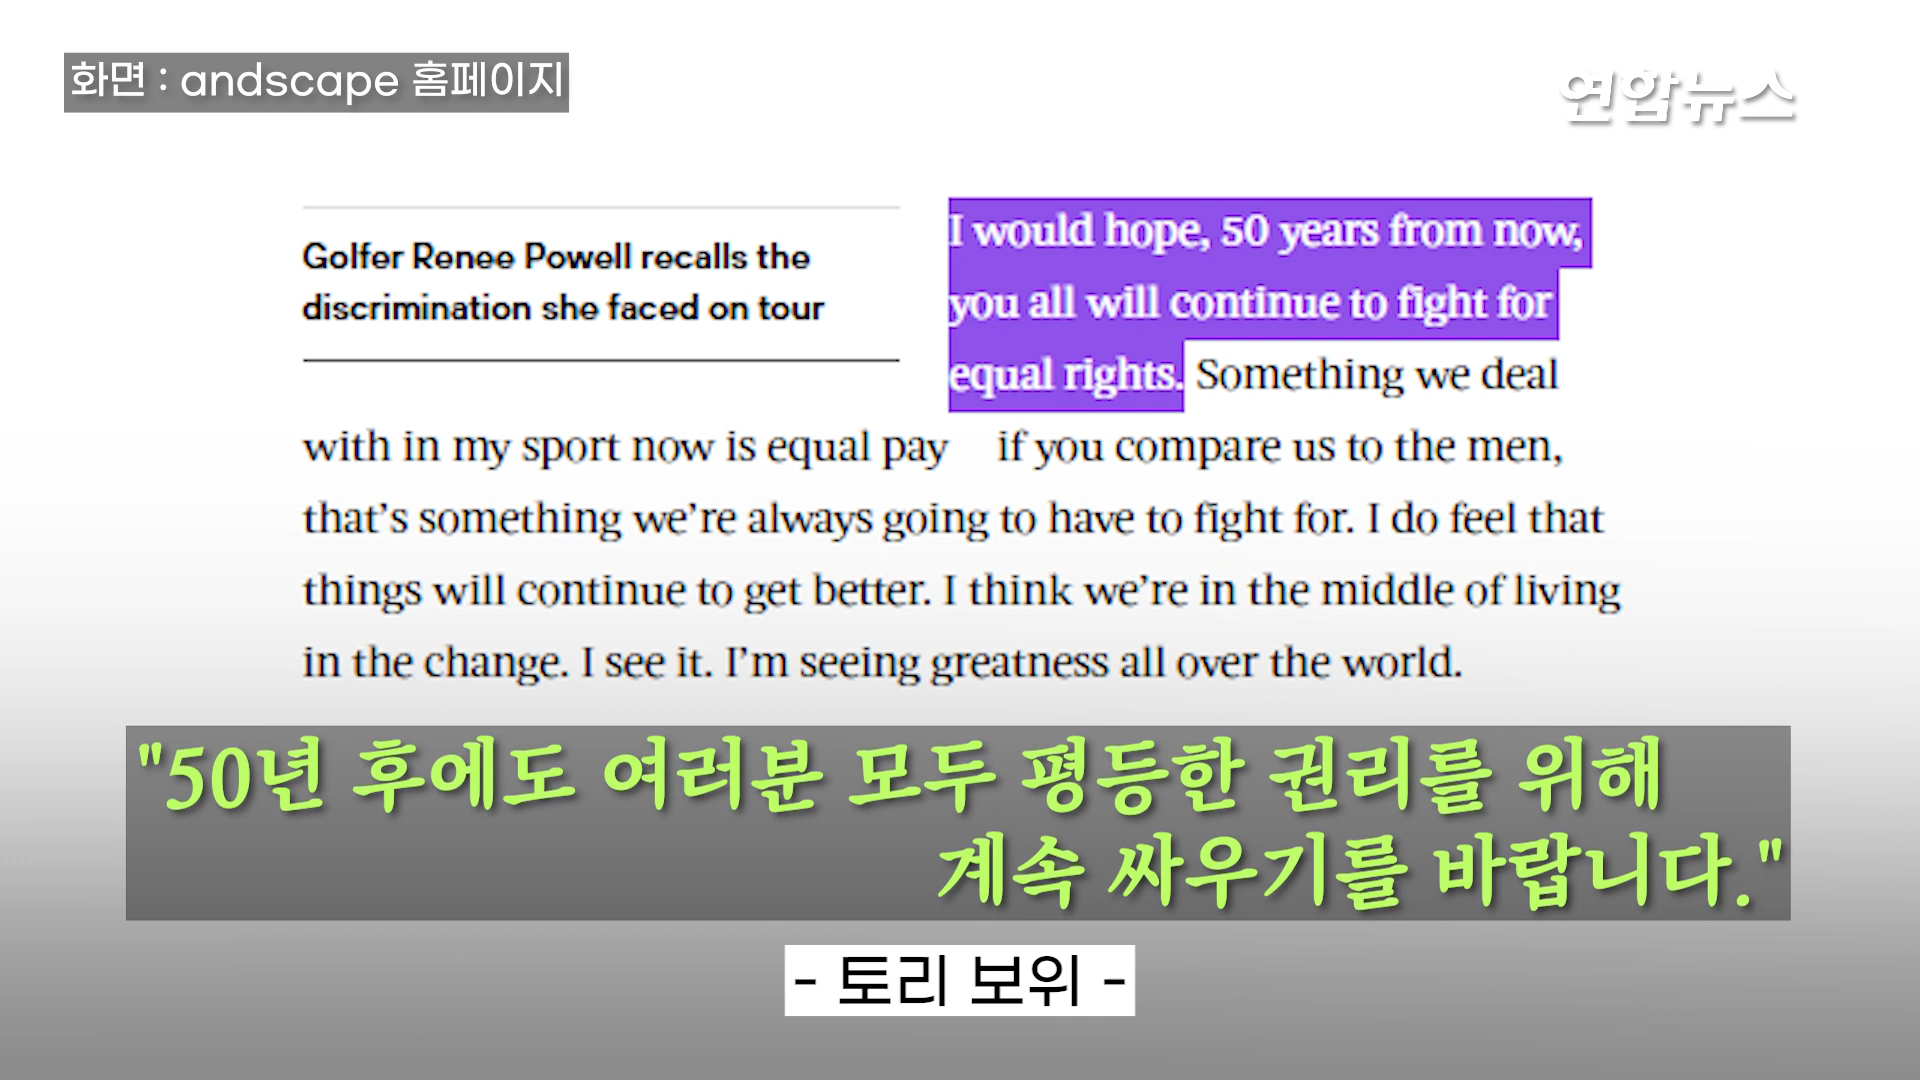 화면 : andscape 홈페이지
연합뉴스
Golfer Renee Powell recalls the
discrimination she faced on tour
I would hope, 50 years from now,
you all will continue to fight for
equal rights. Something we deal
with in my sport now is equal pay if you compare us to the men,
that’s something we’re always going to have to fight for. I do feel that
things will continue to get better. I think we’re in the middle of living
in the change. I see it. I’m seeing greatness all over the world.
"50년 후에도 여러분 모두 평등한 권리를 위해
계속 싸우기를 바랍니다."
- 토리 보위 -